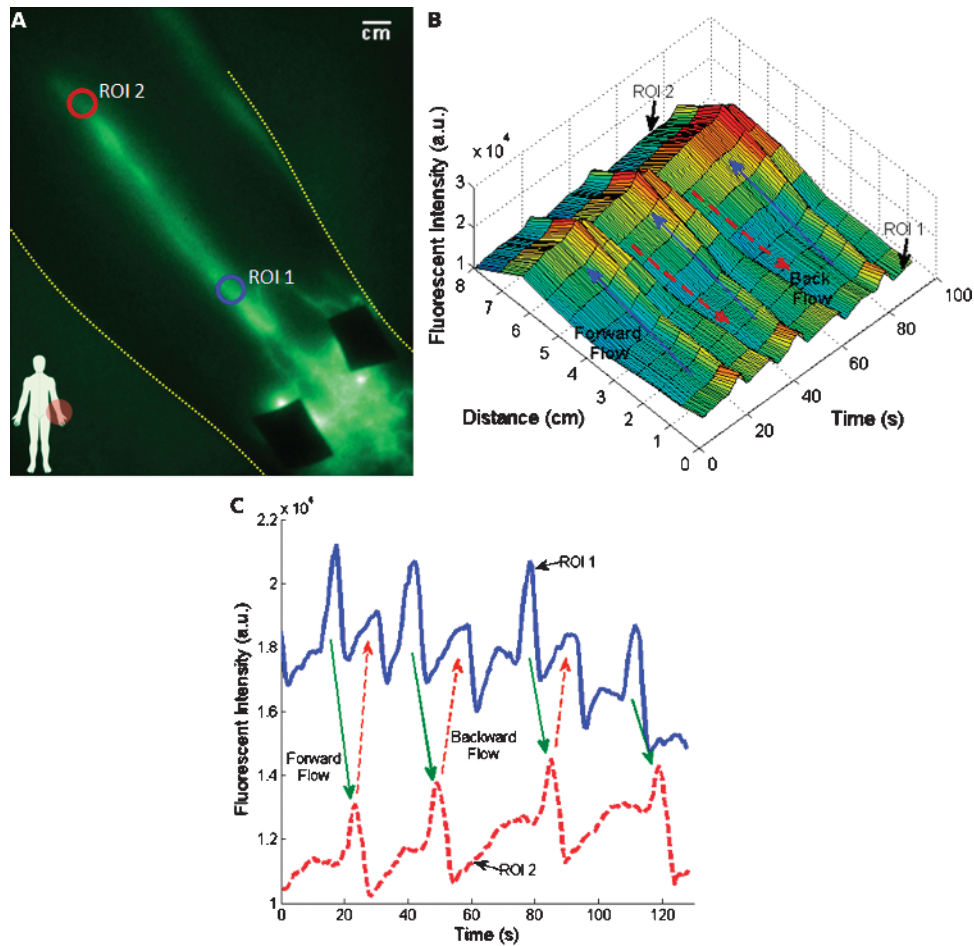 A
cm
ROI 2
ROI 1
B
Fluorescent Intensity (a.u.)
x 10⁴
3
2
1
8
7
6
5
4
3
2
1
0
0
20
40
60
80
100
Distance (cm)
Time (s)
ROI 2
ROI 1
Forward
Flow
Back
Flow
C
x 10⁴
2.2
2
1.8
1.6
1.4
1.2
1
0
20
40
60
80
100
120
Fluorescent Intensity (a.u.)
Time (s)
ROI 1
ROI 2
Forward
Flow
Backward
Flow